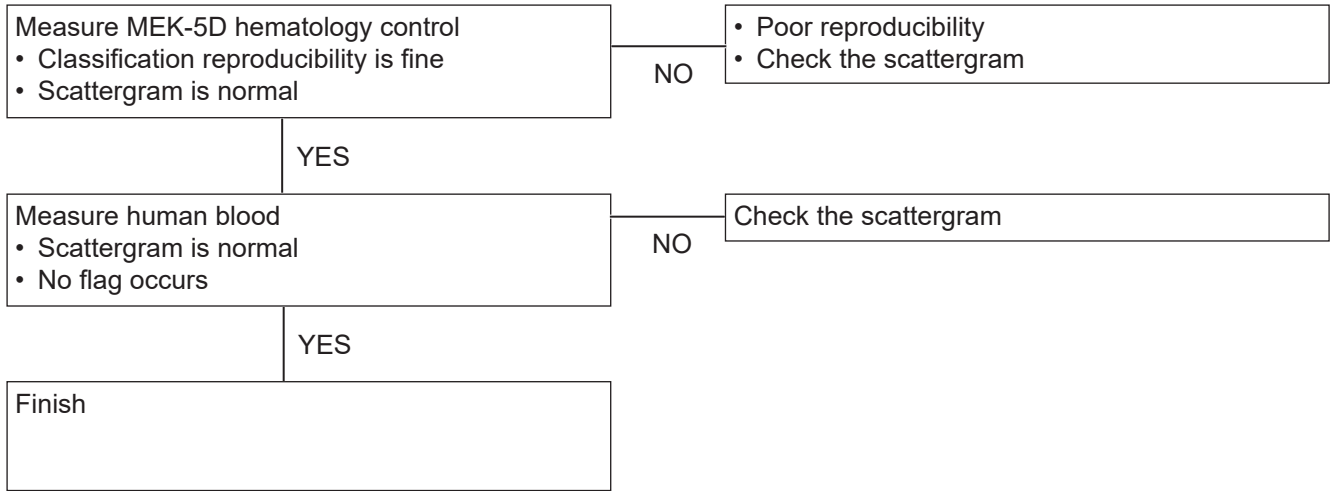 Measure MEK-5D hematology control
• Classification reproducibility is fine
• Scattergram is normal
NO
• Poor reproducibility
• Check the scattergram
YES
Measure human blood
• Scattergram is normal
• No flag occurs
NO
Check the scattergram
YES
Finish